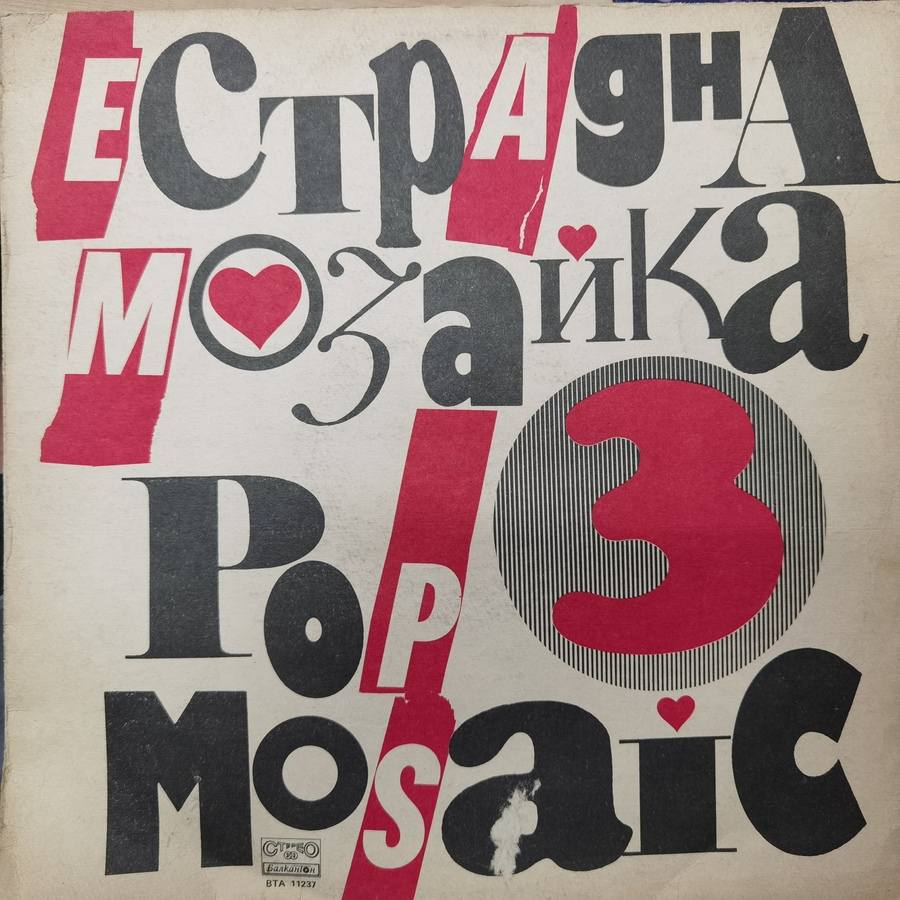 ЕстрАднА
МозайКа
3
PoP
MOSaiC
СТЕРЕО
Балкантон
ВТА 11237